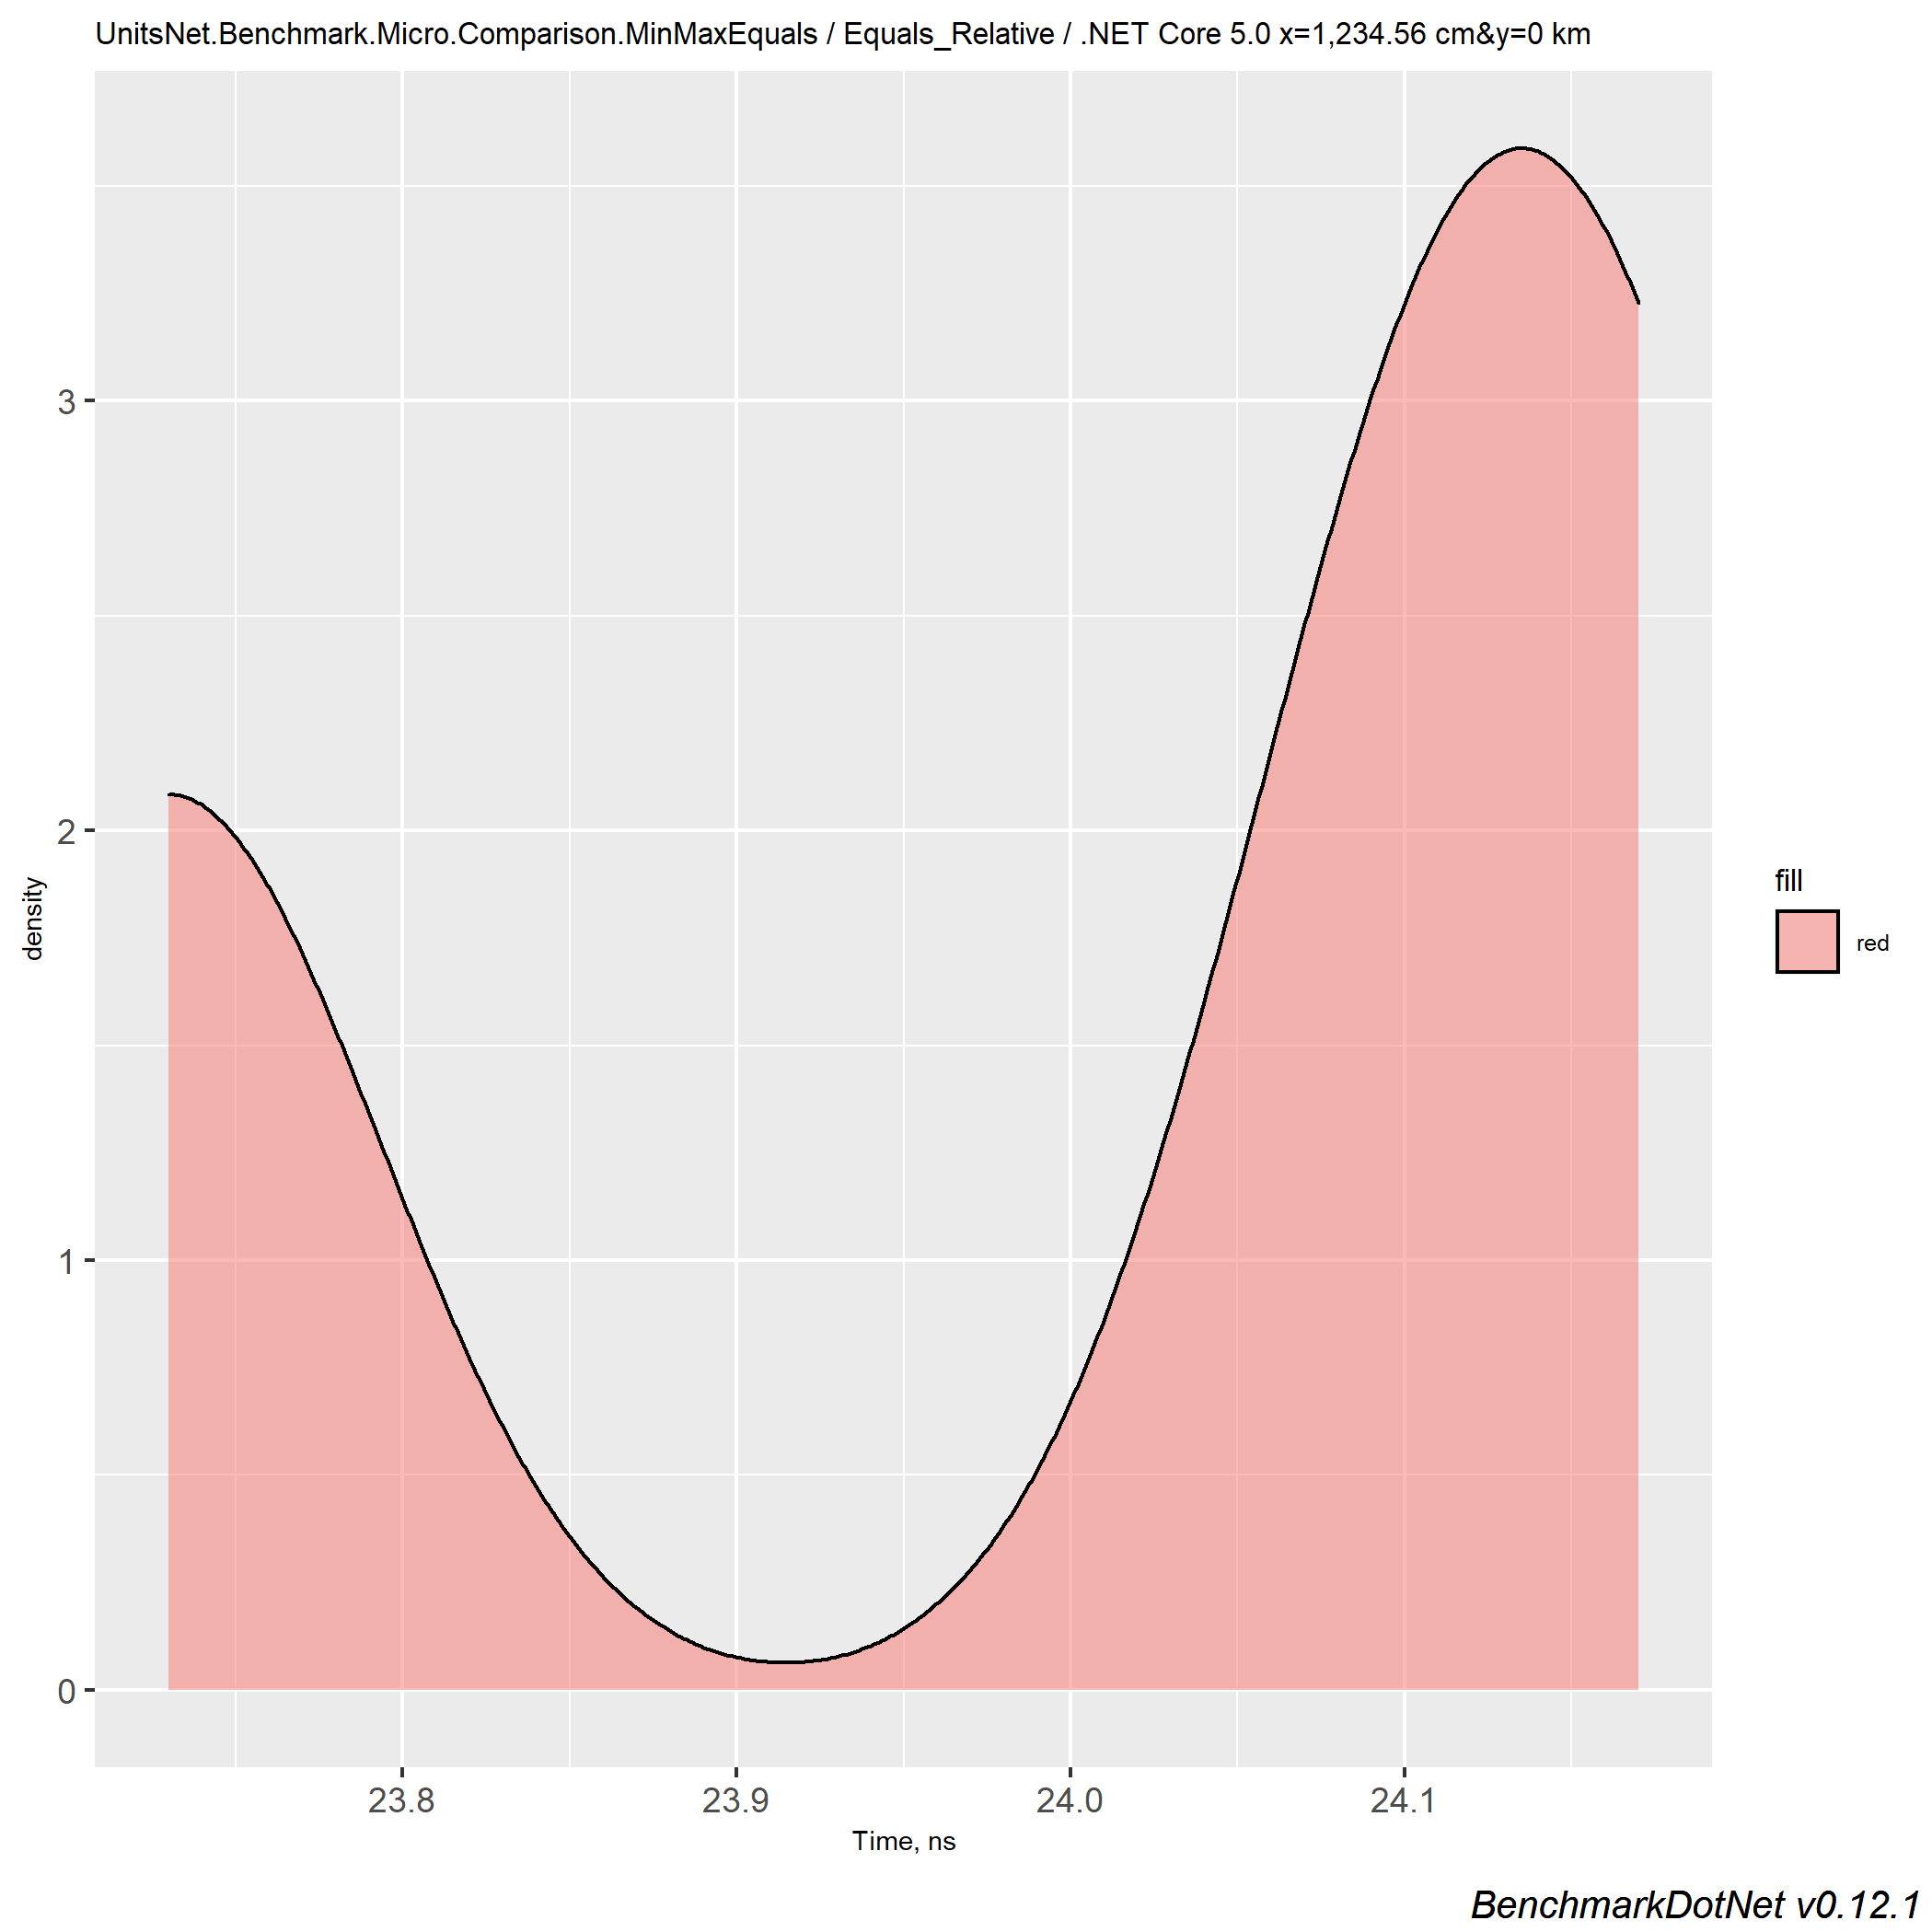 UnitsNet.Benchmark.Micro.Comparison.MinMaxEquals / Equals_Relative / .NET Core 5.0 x=1,234.56 cm&y=0 km
3
2
1
0
density
23.8 23.9 24.0 24.1
Time, ns
fill
red
BenchmarkDotNet v0.12.1